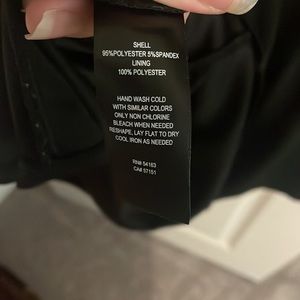 SHELL
95%POLYESTER 5%SPANDEX
LINING
100% POLYESTER
HAND WASH COLD
WITH SIMILAR COLORS
ONLY NON CHLORINE
BLEACH WHEN NEEDED
RESHAPE, LAY FLAT TO DRY
COOL IRON AS NEEDED
RN# 54163
CA# 57151